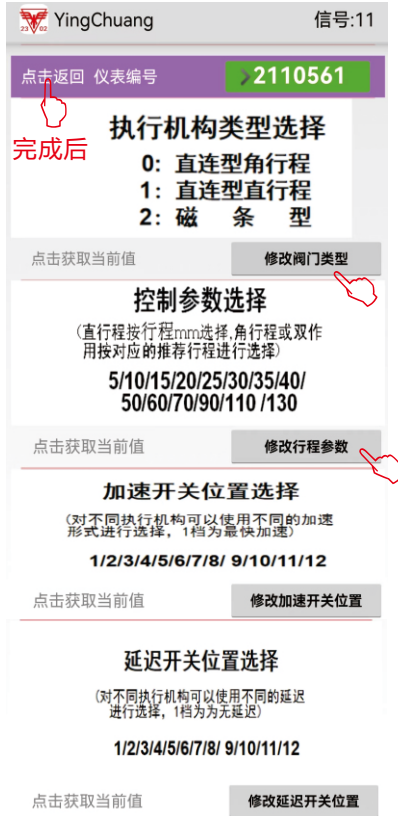 YingChuang 信号:11
点击返回 仪表编号 >2110561
完成后
执行机构类型选择
0: 直连型角行程
1: 直连型直行程
2: 磁 条 型
点击获取当前值 修改阀门类型
控制参数选择
(直行程按行程mm选择,角行程或双作
用按对应的推荐行程进行选择)
5/10/15/20/25/30/35/40/
50/60/70/90/110 /130
点击获取当前值 修改行程参数
加速开关位置选择
(对不同执行机构可以使用不同的加速
形式进行选择，1档为最快加速)
1/2/3/4/5/6/7/8/ 9/10/11/12
点击获取当前值 修改加速开关位置
延迟开关位置选择
(对不同执行机构可以使用不同的延迟
进行选择，1档为为无延迟)
1/2/3/4/5/6/7/8/ 9/10/11/12
点击获取当前值 修改延迟开关位置